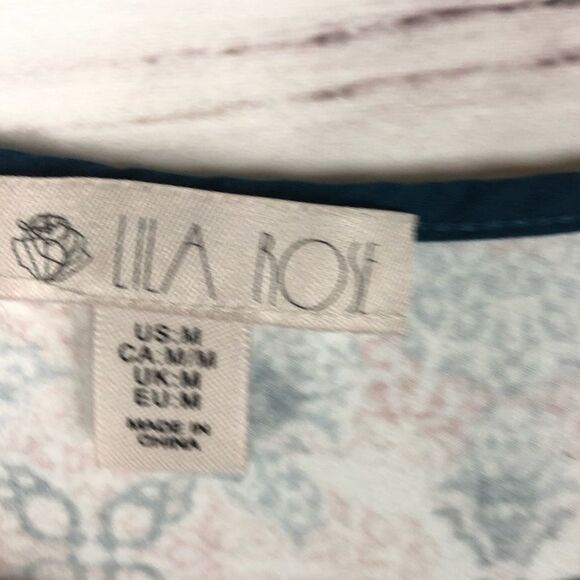 LILA ROSE
US:M
CA:M/M
UK:M
EU:M
MADE IN
CHINA